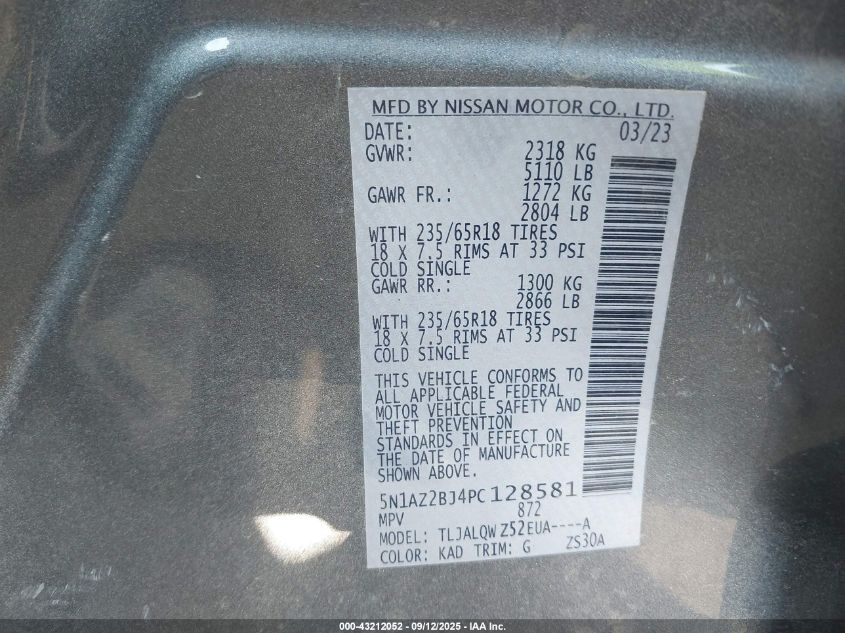 MFD BY NISSAN MOTOR CO., LTD.
DATE: 03/23
GVWR: 2318 KG
5110 LB
GAWR FR.: 1272 KG
2804 LB
WITH 235/65R18 TIRES
18 X 7.5 RIMS AT 33 PSI
COLD SINGLE
GAWR RR.: 1300 KG
2866 LB
WITH 235/65R18 TIRES
18 X 7.5 RIMS AT 33 PSI
COLD SINGLE
THIS VEHICLE CONFORMS TO
ALL APPLICABLE FEDERAL
MOTOR VEHICLE SAFETY AND
THEFT PREVENTION
STANDARDS IN EFFECT ON
THE DATE OF MANUFACTURE
SHOWN ABOVE.
5N1AZ2BJ4PC128581
MPV 872
MODEL: TLJALQW Z52EUA----A
COLOR: KAD TRIM: G ZS30A
000-43212052 - 09/12/2025 - IAA Inc.